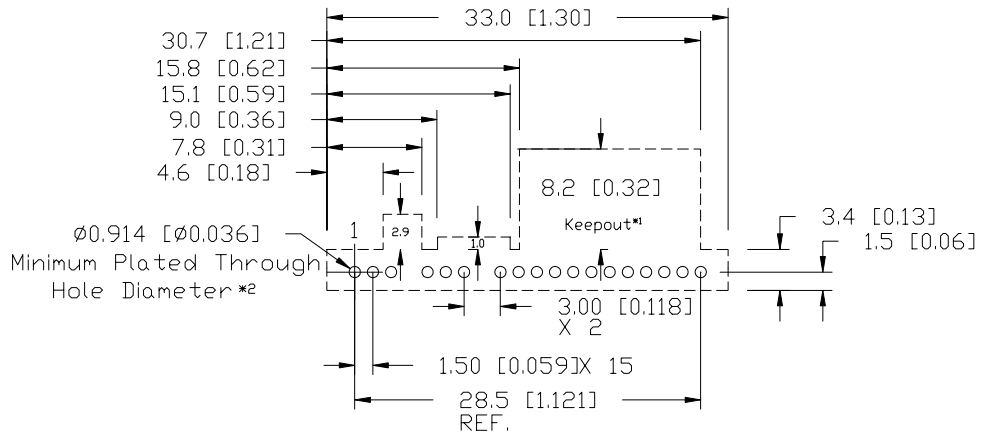 33.0 [1.30]
30.7 [1.21]
15.8 [0.62]
15.1 [0.59]
9.0 [0.36]
7.8 [0.31]
4.6 [0.18]
8.2 [0.32]
Keepout*1
2.9
1.0
3.4 [0.13]
1.5 [0.06]
1
Ø0.914 [Ø0.036]
Minimum Plated Through
Hole Diameter*2
3.00 [0.118]
X 2
1.50 [0.059]X 15
28.5 [1.121]
REF.